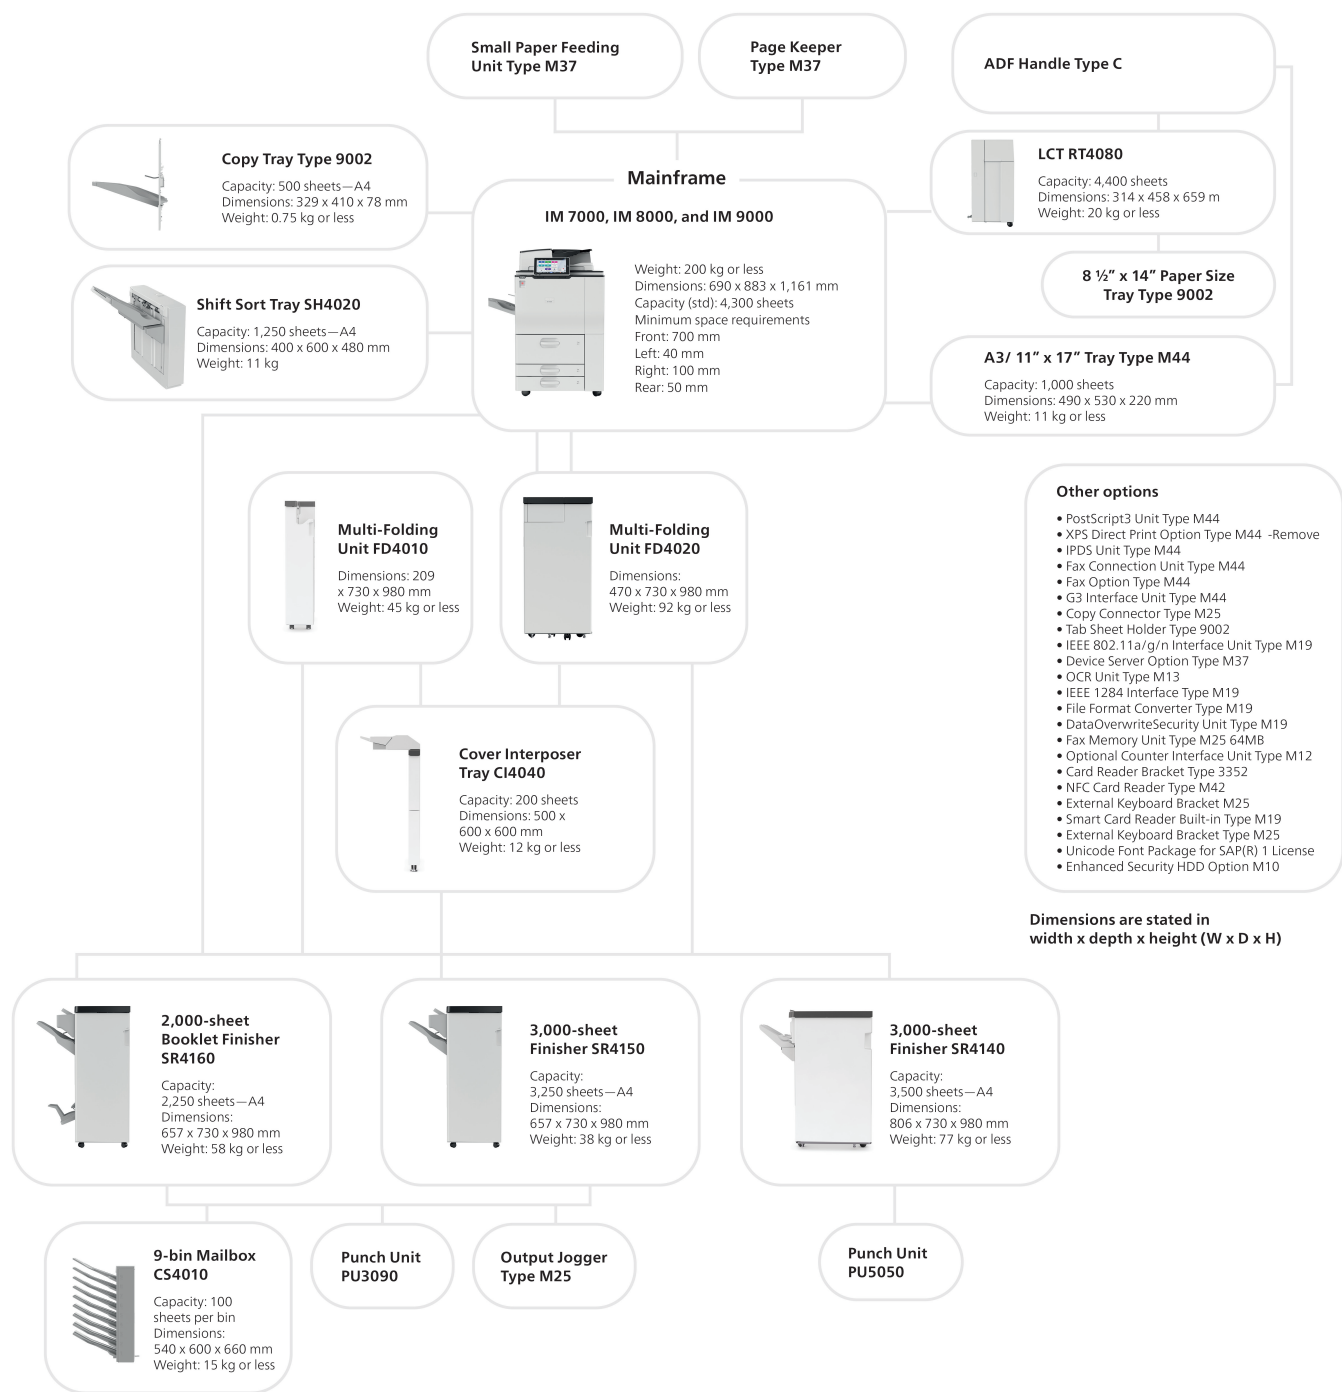 Small Paper Feeding
Unit Type M37
Page Keeper
Type M37
ADF Handle Type C
Copy Tray Type 9002
Capacity: 500 sheets—A4
Dimensions: 329 x 410 x 78 mm
Weight: 0.75 kg or less
LCT RT4080
Capacity: 4,400 sheets
Dimensions: 314 x 458 x 659 m
Weight: 20 kg or less
Mainframe
IM 7000, IM 8000, and IM 9000
Weight: 200 kg or less
Dimensions: 690 x 883 x 1,161 mm
Capacity (std): 4,300 sheets
Minimum space requirements
Front: 700 mm
Left: 40 mm
Right: 100 mm
Rear: 50 mm
8 ½” x 14” Paper Size
Tray Type 9002
Shift Sort Tray SH4020
Capacity: 1,250 sheets—A4
Dimensions: 400 x 600 x 480 mm
Weight: 11 kg
A3/ 11” x 17” Tray Type M44
Capacity: 1,000 sheets
Dimensions: 490 x 530 x 220 mm
Weight: 11 kg or less
Multi-Folding
Unit FD4010
Dimensions: 209
x 730 x 980 mm
Weight: 45 kg or less
Multi-Folding
Unit FD4020
Dimensions:
470 x 730 x 980 mm
Weight: 92 kg or less
Other options
• PostScript3 Unit Type M44
• XPS Direct Print Option Type M44 -Remove
• IPDS Unit Type M44
• Fax Connection Unit Type M44
• Fax Option Type M44
• G3 Interface Unit Type M44
• Copy Connector Type M25
• Tab Sheet Holder Type 9002
• IEEE 802.11a/g/n Interface Unit Type M19
• Device Server Option Type M37
• OCR Unit Type M13
• IEEE 1284 Interface Type M19
• File Format Converter Type M19
• DataOverwriteSecurity Unit Type M19
• Fax Memory Unit Type M25 64MB
• Optional Counter Interface Unit Type M12
• Card Reader Bracket Type 3352
• NFC Card Reader Type M42
• External Keyboard Bracket M25
• Smart Card Reader Built-in Type M19
• External Keyboard Bracket Type M25
• Unicode Font Package for SAP(R) 1 License
• Enhanced Security HDD Option M10
Cover Interposer
Tray CI4040
Capacity: 200 sheets
Dimensions: 500 x
600 x 600 mm
Weight: 12 kg or less
Dimensions are stated in
width x depth x height (W x D x H)
2,000-sheet
Booklet Finisher
SR4160
Capacity:
2,250 sheets—A4
Dimensions:
657 x 730 x 980 mm
Weight: 58 kg or less
3,000-sheet
Finisher SR4150
Capacity:
3,250 sheets—A4
Dimensions:
657 x 730 x 980 mm
Weight: 38 kg or less
3,000-sheet
Finisher SR4140
Capacity:
3,500 sheets—A4
Dimensions:
806 x 730 x 980 mm
Weight: 77 kg or less
9-bin Mailbox
CS4010
Capacity: 100
sheets per bin
Dimensions:
540 x 600 x 660 mm
Weight: 15 kg or less
Punch Unit
PU3090
Output Jogger
Type M25
Punch Unit
PU5050